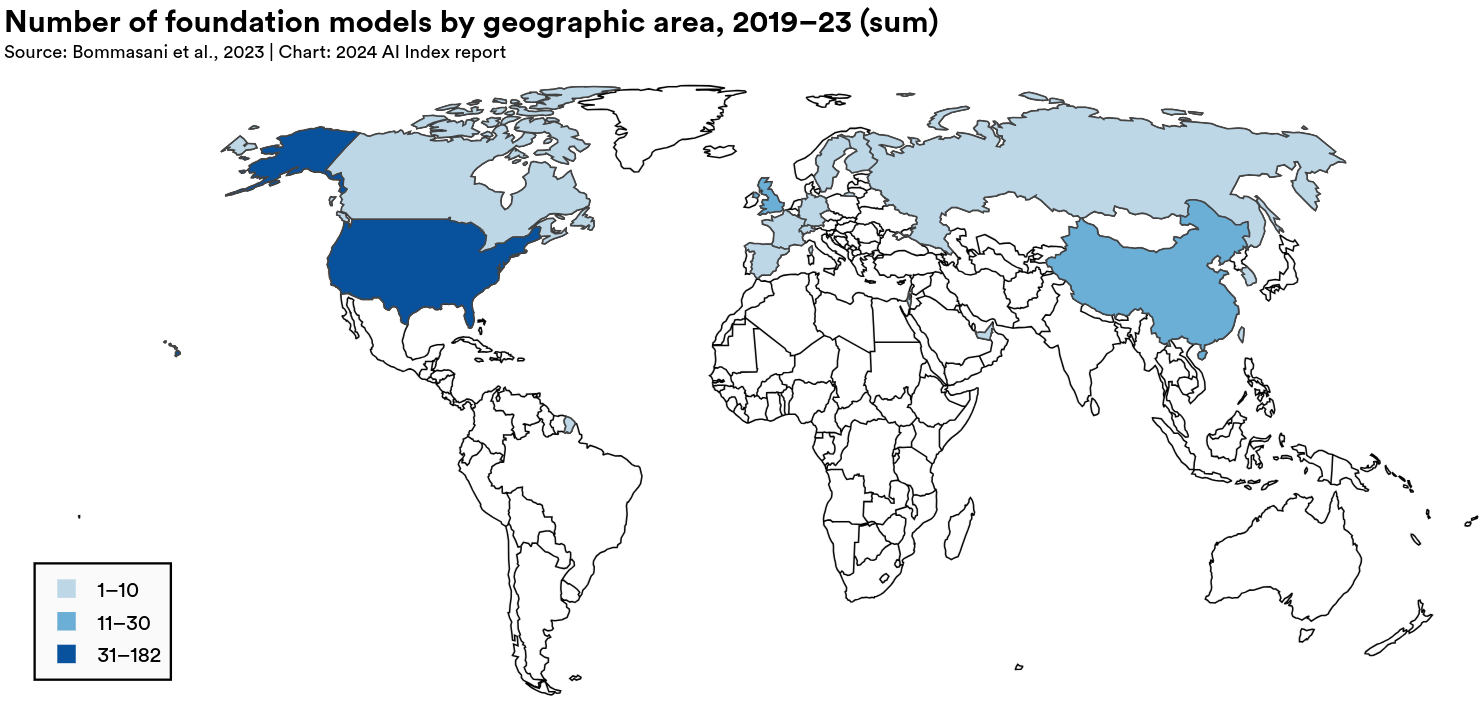 Number of foundation models by geographic area, 2019–23 (sum)
Source: Bommasani et al., 2023 | Chart: 2024 AI Index report
1–10
11–30
31–182